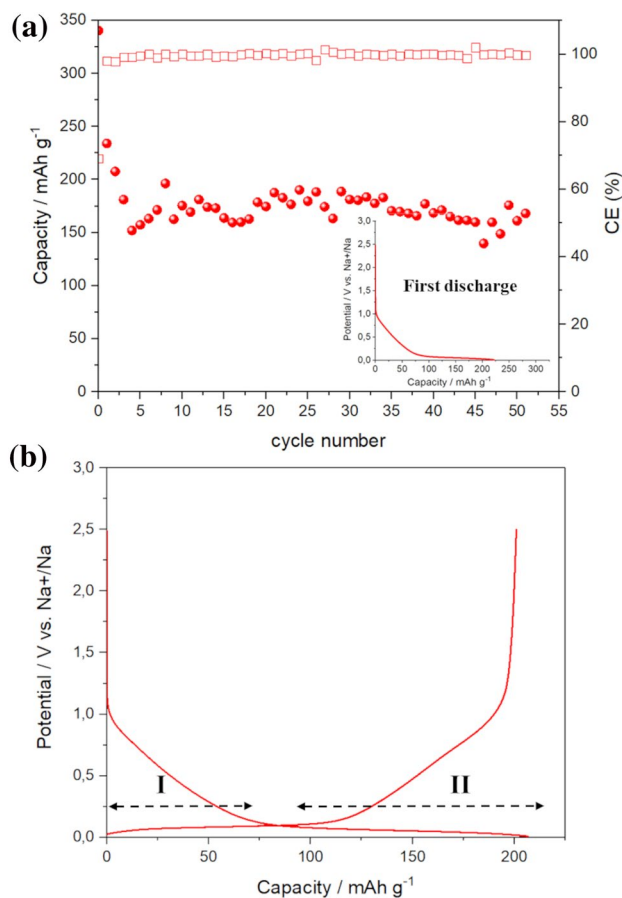 (a)
350
300
250
200
150
100
50
0
Capacity / mAh g⁻¹
0 5 10 15 20 25 30 35 40 45 50 55
cycle number
100
80
60
40
20
0
CE (%)
3,0
2,5
2,0
1,5
1,0
0,5
0,0
Potential / V vs. Na+/Na
First discharge
0 50 100 150 200 250 300
Capacity / mAh g⁻¹
(b)
3,0
2,5
2,0
1,5
1,0
0,5
0,0
Potential / V vs. Na+/Na
I
II
0 50 100 150 200
Capacity / mAh g⁻¹